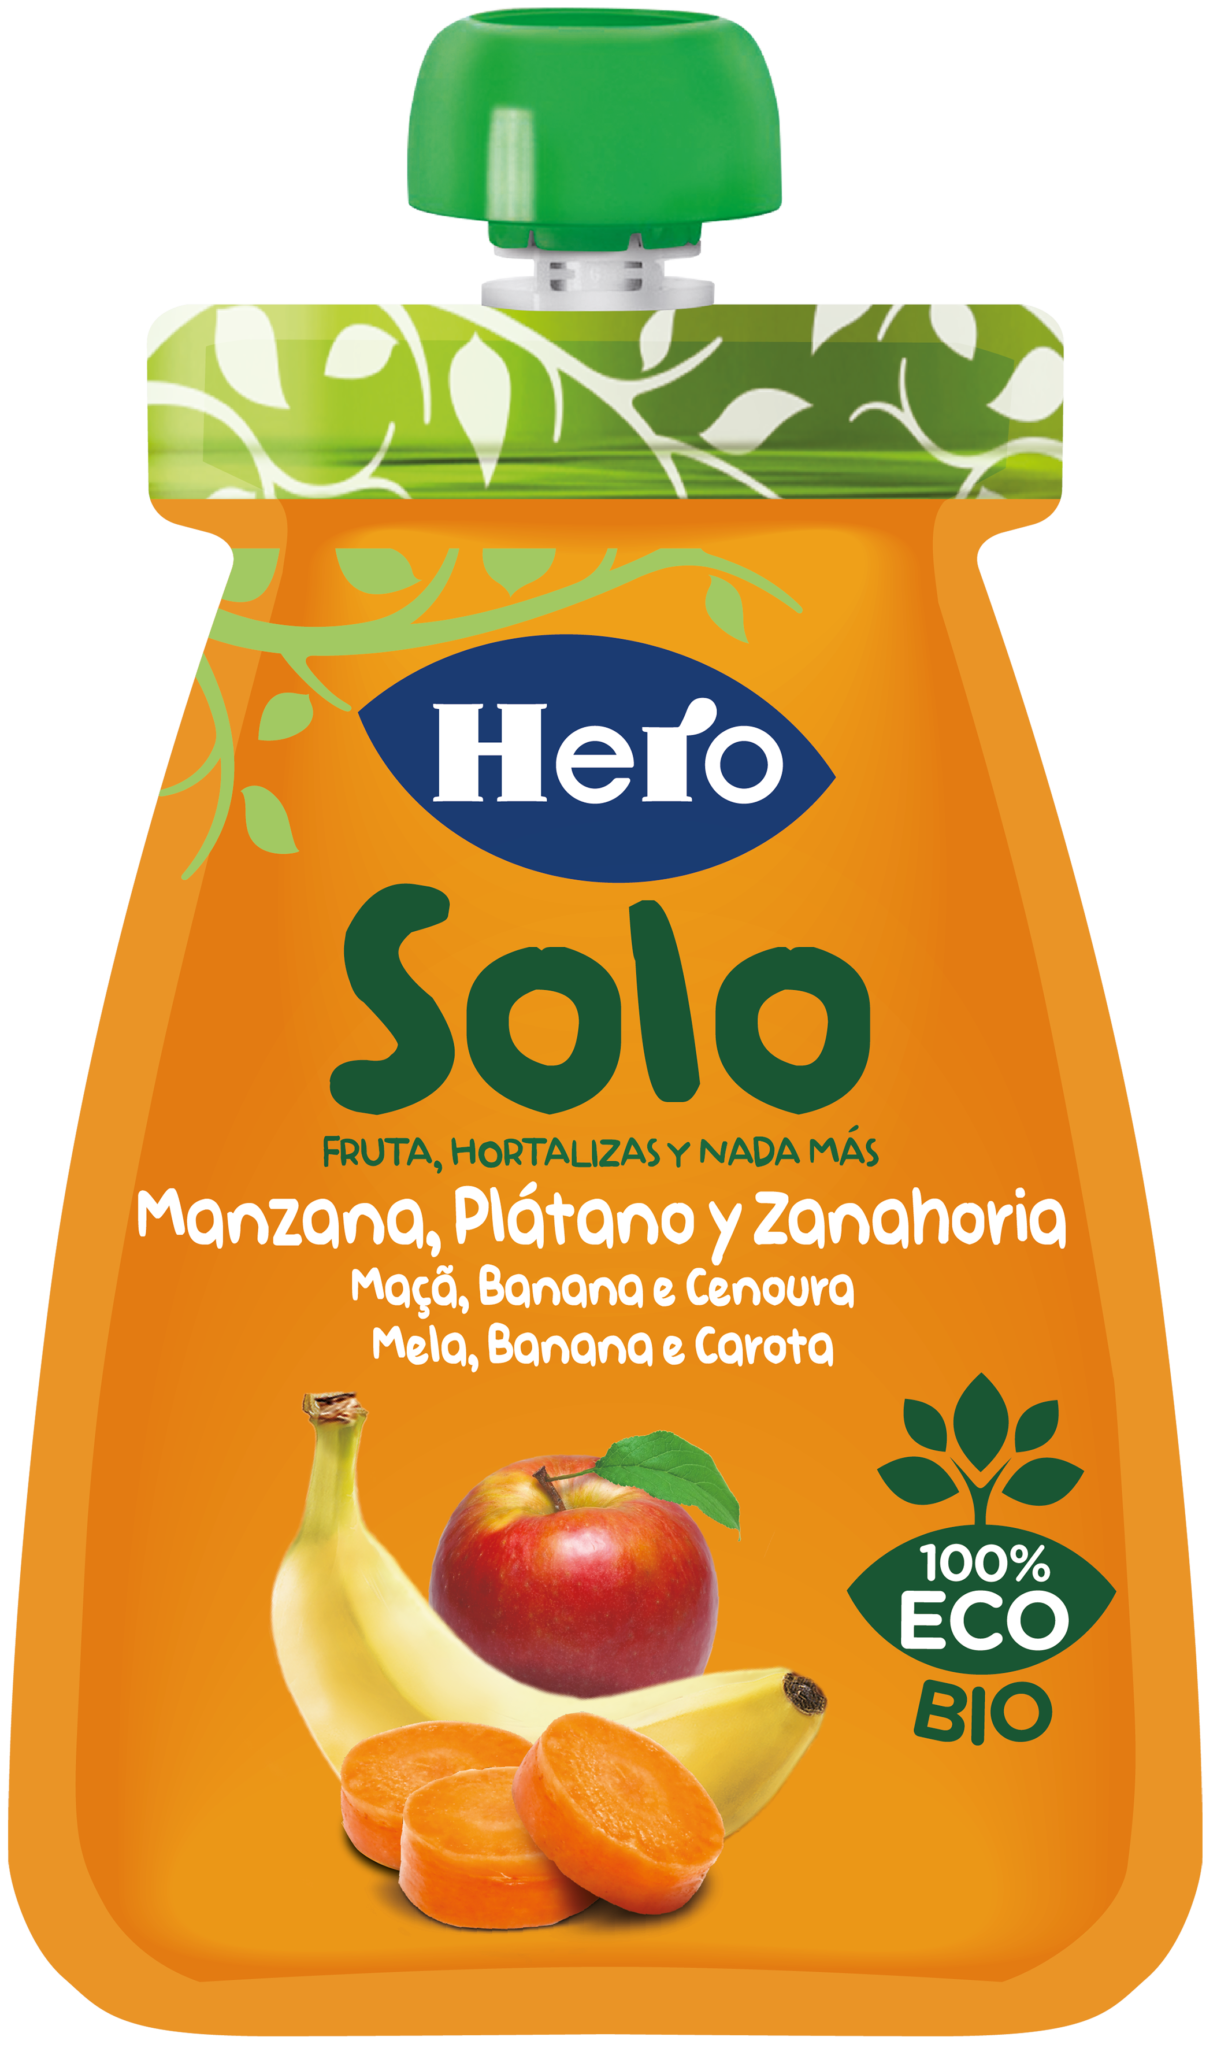 Hero
Solo
FRUTA, HORTALIZAS Y NADA MÁS
Manzana, Plátano y Zanahoria
Maçã, Banana e Cenoura
Mela, Banana e Carota
100%
ECO
BIO